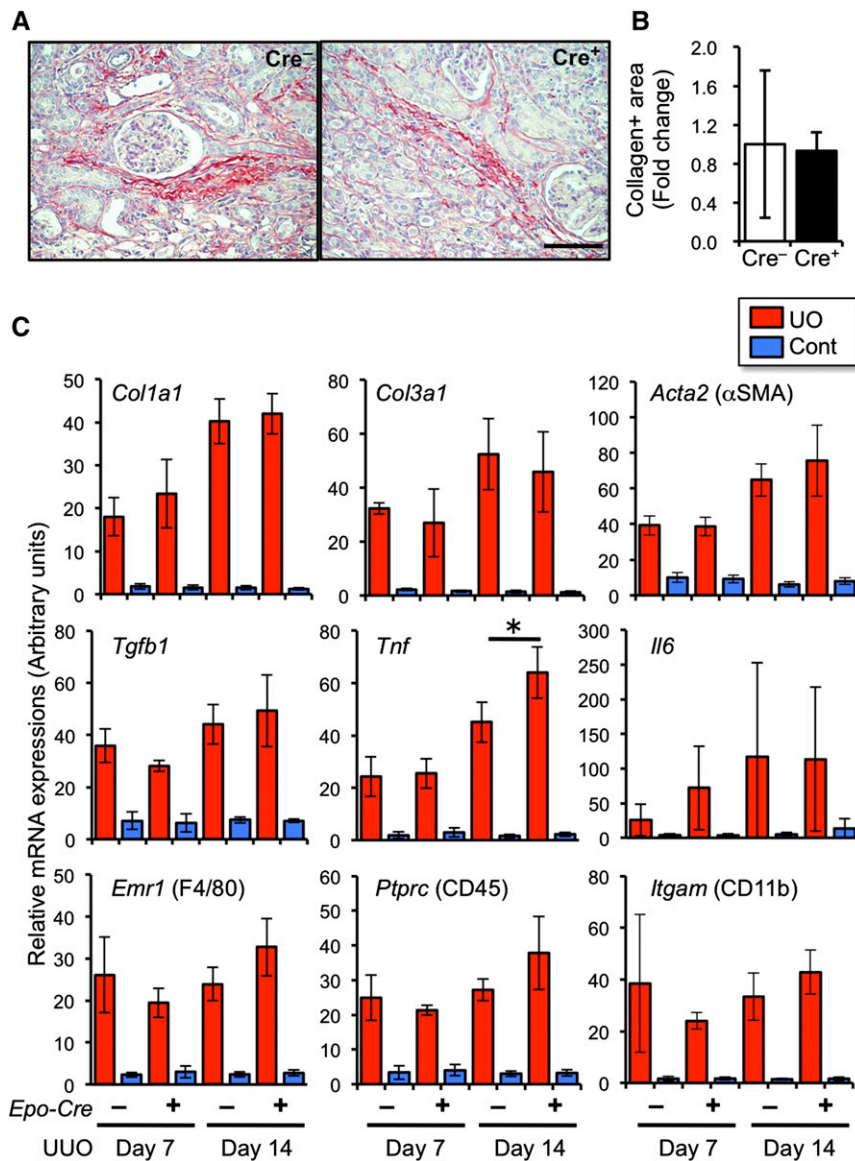 A
Cre–
Cre+
B
Collagen+ area
(Fold change)
2.0
1.6
1.2
0.8
0.4
0.0
Cre– Cre+
UO
Cont
C
Relative mRNA expressions (Arbitrary units)
Col1a1
50
40
30
20
10
0
Col3a1
80
60
40
20
0
Acta2 (αSMA)
120
100
80
60
40
20
0
Tgfb1
80
60
40
20
0
Tnf
*
80
60
40
20
0
Il6
300
250
200
150
100
50
0
Emr1 (F4/80)
50
40
30
20
10
0
Ptprc (CD45)
60
50
40
30
20
10
0
Itgam (CD11b)
80
60
40
20
0
Epo-Cre – + – + – + – + – + – +
UUO Day 7 Day 14 Day 7 Day 14 Day 7 Day 14